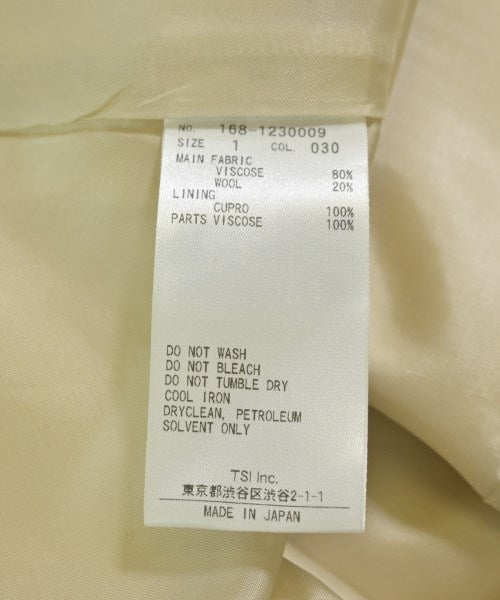 NO. 168-1230009
SIZE 1 COL. 030
MAIN FABRIC
VISCOSE 80%
WOOL 20%
LINING
CUPRO 100%
PARTS VISCOSE 100%
DO NOT WASH
DO NOT BLEACH
DO NOT TUMBLE DRY
COOL IRON
DRYCLEAN, PETROLEUM
SOLVENT ONLY
TSI Inc.
東京都渋谷区渋谷2-1-1
MADE IN JAPAN